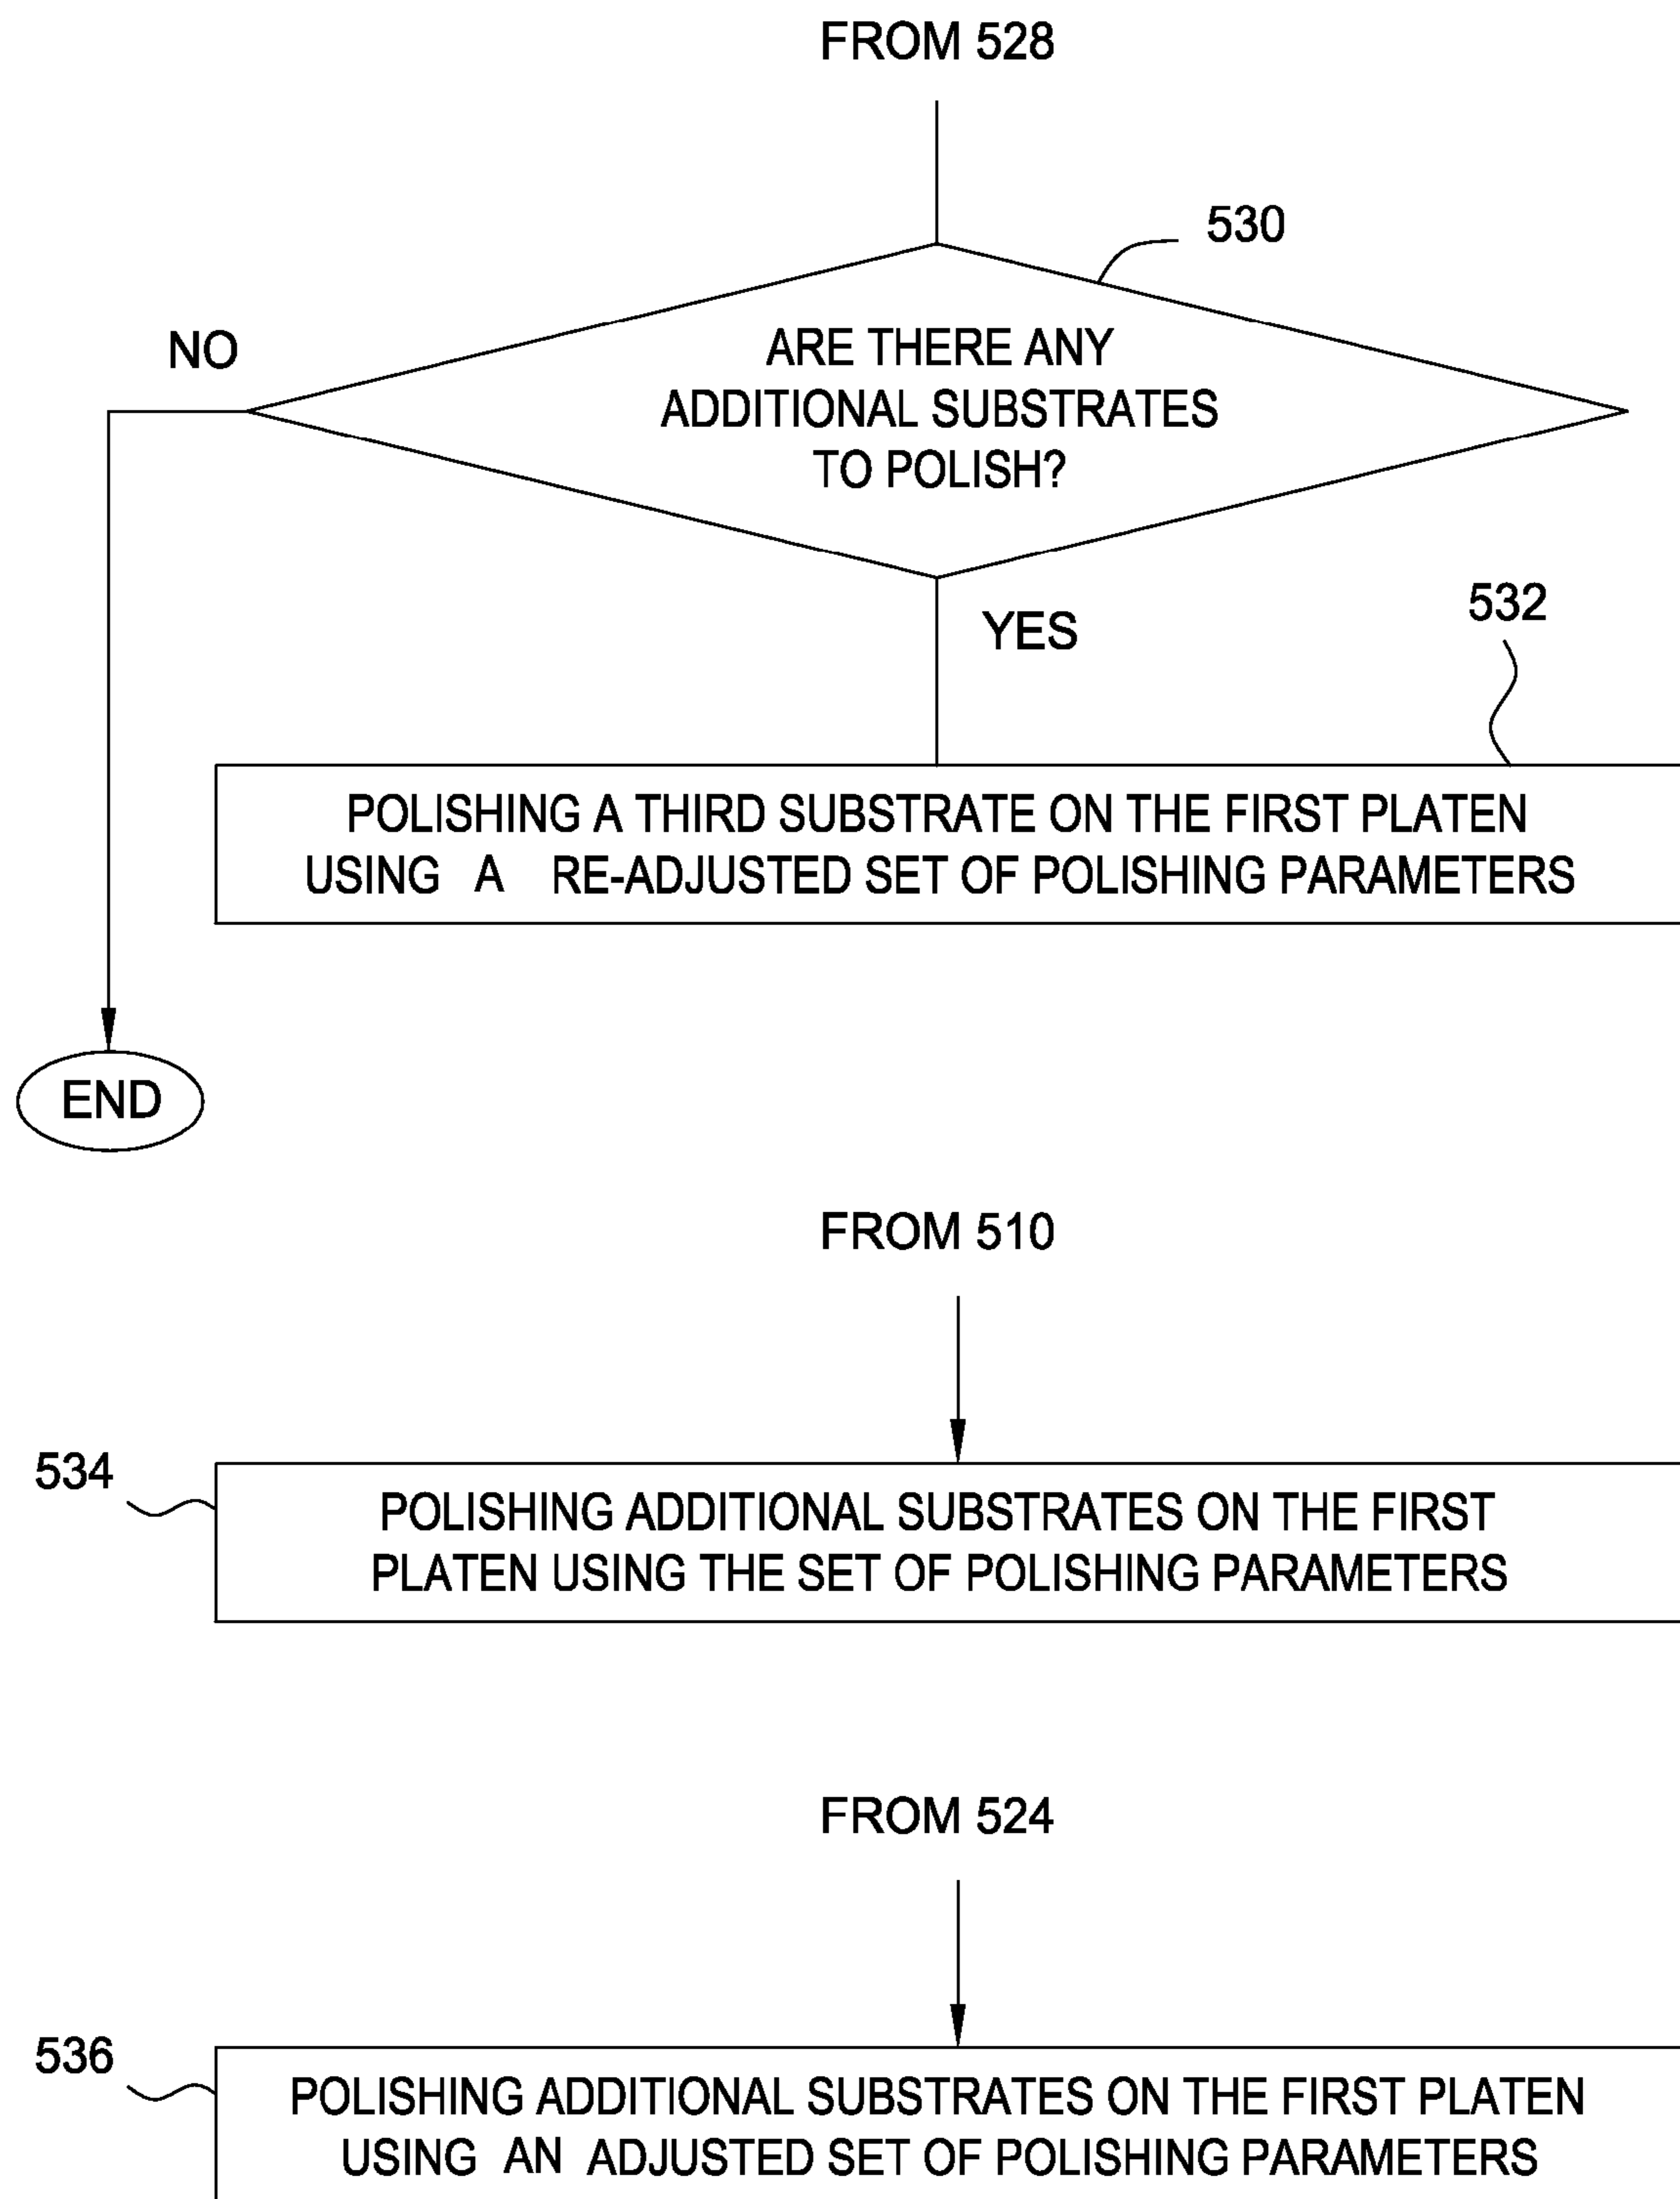 FROM 528
530
NO
ARE THERE ANY
ADDITIONAL SUBSTRATES
TO POLISH?
YES
532
POLISHING A THIRD SUBSTRATE ON THE FIRST PLATEN
USING A RE-ADJUSTED SET OF POLISHING PARAMETERS
END
FROM 510
534
POLISHING ADDITIONAL SUBSTRATES ON THE FIRST
PLATEN USING THE SET OF POLISHING PARAMETERS
FROM 524
536
POLISHING ADDITIONAL SUBSTRATES ON THE FIRST PLATEN
USING AN ADJUSTED SET OF POLISHING PARAMETERS